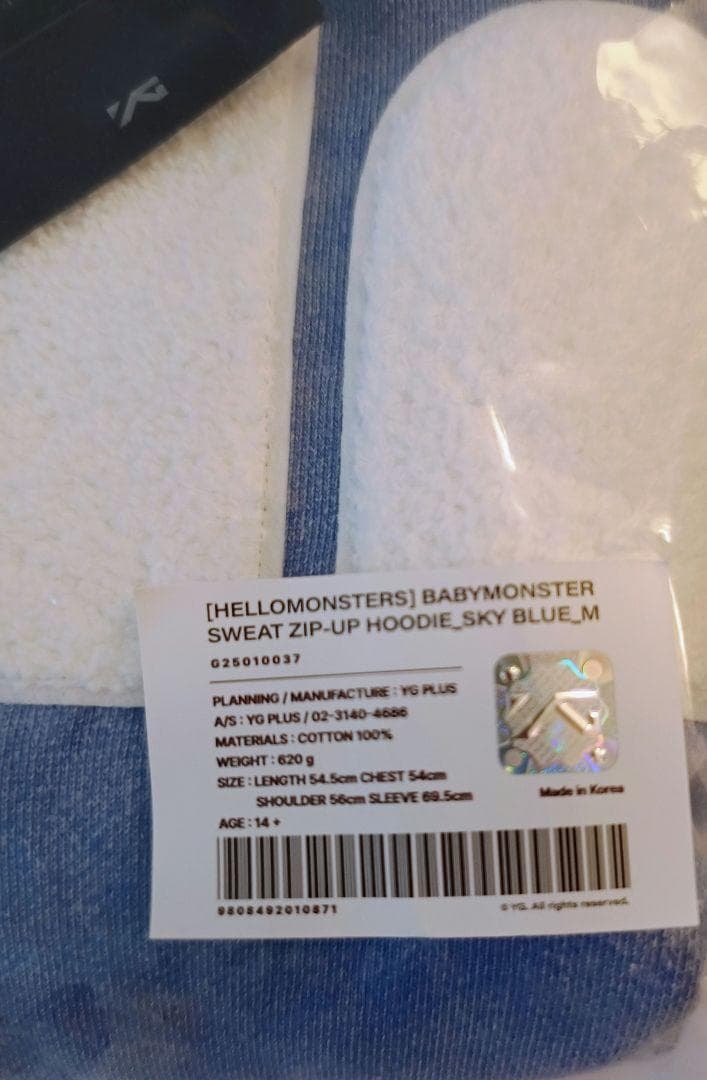 [HELLOMONSTERS] BABYMONSTER
SWEAT ZIP-UP HOODIE_SKY BLUE_M
G25010037
PLANNING / MANUFACTURE : YG PLUS
A/S : YG PLUS / 02-3140-4686
MATERIALS : COTTON 100%
WEIGHT : 620 g
SIZE : LENGTH 54.5cm CHEST 54cm
SHOULDER 56cm SLEEVE 69.5cm
AGE : 14 +
Made in Korea
9808492010871
© YG. All rights reserved.